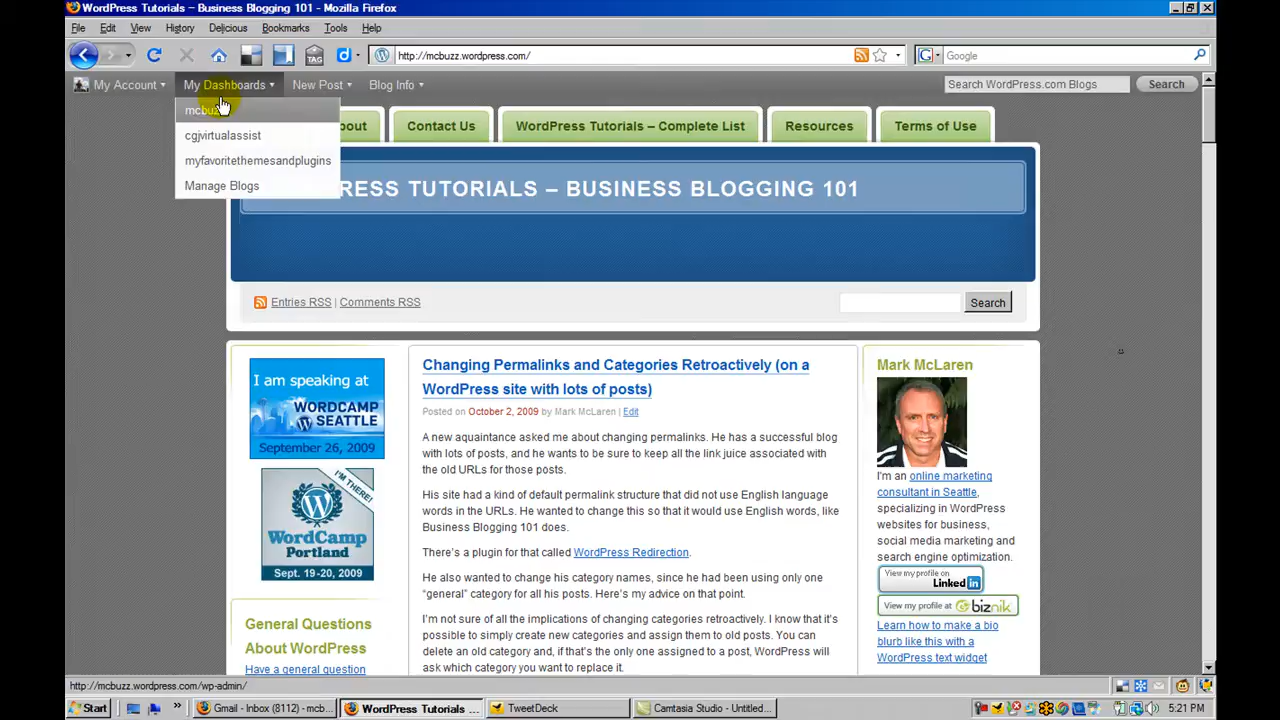 WordPress Tutorials – Business Blogging 101 - Mozilla Firefox
File Edit View History Delicious Bookmarks Tools Help
TAG http://mcbuzz.wordpress.com/ Google
My Account My Dashboards New Post Blog Info Search WordPress.com Blogs Search
mcbuzz
cgjvirtualassist
myfavoritethemesandplugins
Manage Blogs
Contact Us WordPress Tutorials – Complete List Resources Terms of Use
PRESS TUTORIALS – BUSINESS BLOGGING 101
Entries RSS | Comments RSS Search
I am speaking at
WORDCAMP
SEATTLE
September 26, 2009
I'M THERE!
WordCamp
Portland
Sept. 19-20, 2009
General Questions
About WordPress
Have a general question
Changing Permalinks and Categories Retroactively (on a
WordPress site with lots of posts)
Posted on October 2, 2009 by Mark McLaren | Edit
A new aquaintance asked me about changing permalinks. He has a successful blog
with lots of posts, and he wants to be sure to keep all the link juice associated with
the old URLs for those posts.
His site had a kind of default permalink structure that did not use English language
words in the URLs. He wanted to change this so that it would use English words, like
Business Blogging 101 does.
There's a plugin for that called WordPress Redirection.
He also wanted to change his category names, since he had been using only one
“general” category for all his posts. Here's my advice on that point.
I'm not sure of all the implications of changing categories retroactively. I know that it's
possible to simply create new categories and assign them to old posts. You can
delete an old category and, if that's the only one assigned to a post, WordPress will
ask which category you want to replace it.
Mark McLaren
I'm an online marketing
consultant in Seattle,
specializing in WordPress
websites for business,
social media marketing and
search engine optimization.
View my profile on
LinkedIn
View my profile at biznik
Learn how to make a bio
blurb like this with a
WordPress text widget
http://mcbuzz.wordpress.com/wp-admin/
Start Gmail - Inbox (8112) - mcb... WordPress Tutorials ... TweetDeck Camtasia Studio - Untitled... 5:21 PM